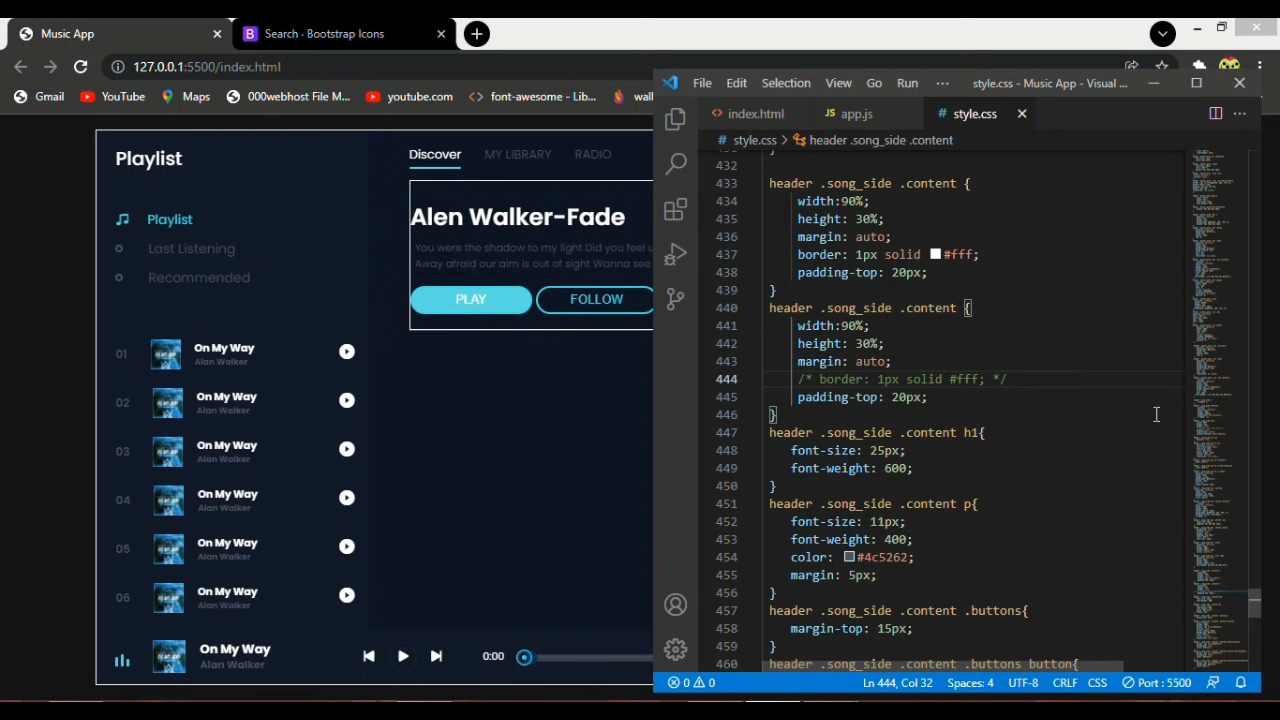 Music App
Search · Bootstrap Icons
127.0.0.1:5500/index.html
Gmail
YouTube
Maps
000webhost File M...
youtube.com
font-awesome - Lib...
wall
Playlist
Playlist
Last Listening
Recommended
01
On My Way
Alan Walker
02
On My Way
Alan Walker
03
On My Way
Alan Walker
04
On My Way
Alan Walker
05
On My Way
Alan Walker
06
On My Way
Alan Walker
On My Way
Alan Walker
Discover
MY LIBRARY
RADIO
Alen Walker-Fade
You were the shadow to my light Did you feel u
Away afraid our aim is out of sight Wanna see
PLAY
FOLLOW
0:00
File Edit Selection View Go Run ··· style.css - Music App - Visual ...
index.html
app.js
style.css
style.css > header .song_side .content
432
433 header .song_side .content {
434 width:90%;
435 height: 30%;
436 margin: auto;
437 border: 1px solid #fff;
438 padding-top: 20px;
439 }
440 header .song_side .content {
441 width:90%;
442 height: 30%;
443 margin: auto;
444 /* border: 1px solid #fff; */
445 padding-top: 20px;
446 }
447 header .song_side .content h1{
448 font-size: 25px;
449 font-weight: 600;
450 }
451 header .song_side .content p{
452 font-size: 11px;
453 font-weight: 400;
454 color: #4c5262;
455 margin: 5px;
456 }
457 header .song_side .content .buttons{
458 margin-top: 15px;
459 }
460 header .song_side .content .buttons button{
0 0
Ln 444, Col 32
Spaces: 4
UTF-8
CRLF
CSS
Port : 5500